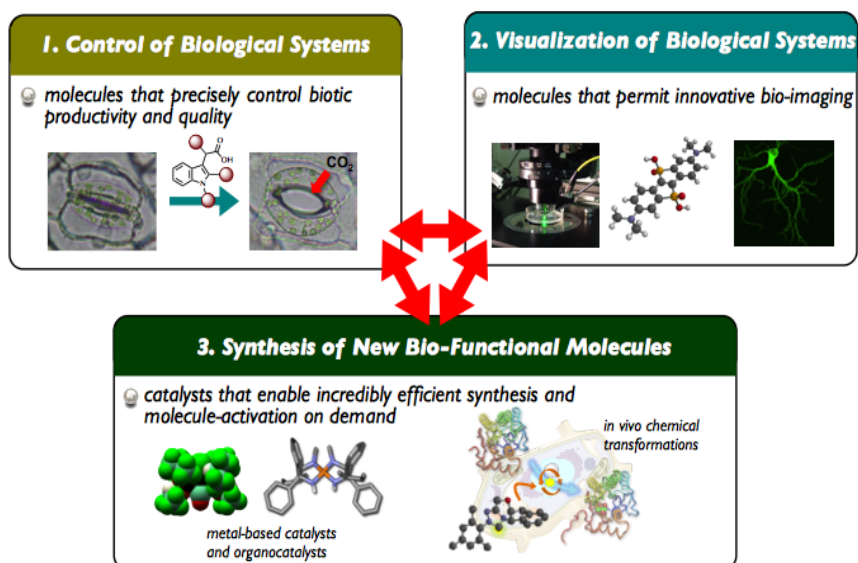 1. Control of Biological Systems
molecules that precisely control biotic
productivity and quality
O
OH
N
CO2
2. Visualization of Biological Systems
molecules that permit innovative bio-imaging
3. Synthesis of New Bio-Functional Molecules
catalysts that enable incredibly efficient synthesis and
molecule-activation on demand
in vivo chemical
transformations
metal-based catalysts
and organocatalysts